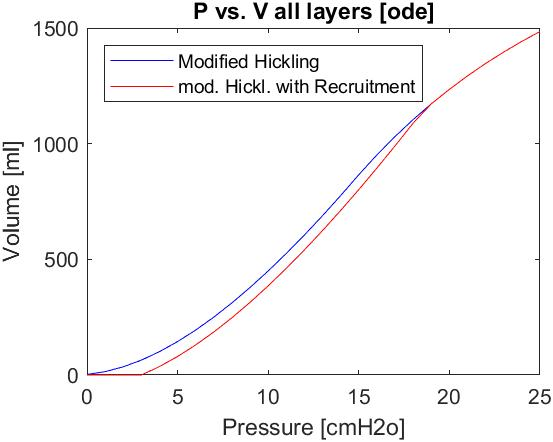 P vs. V all layers [ode]
1500
Modified Hickling
mod. Hickl. with Recruitment
1000
Volume [ml]
500
0
0 5 10 15 20 25
Pressure [cmH2o]